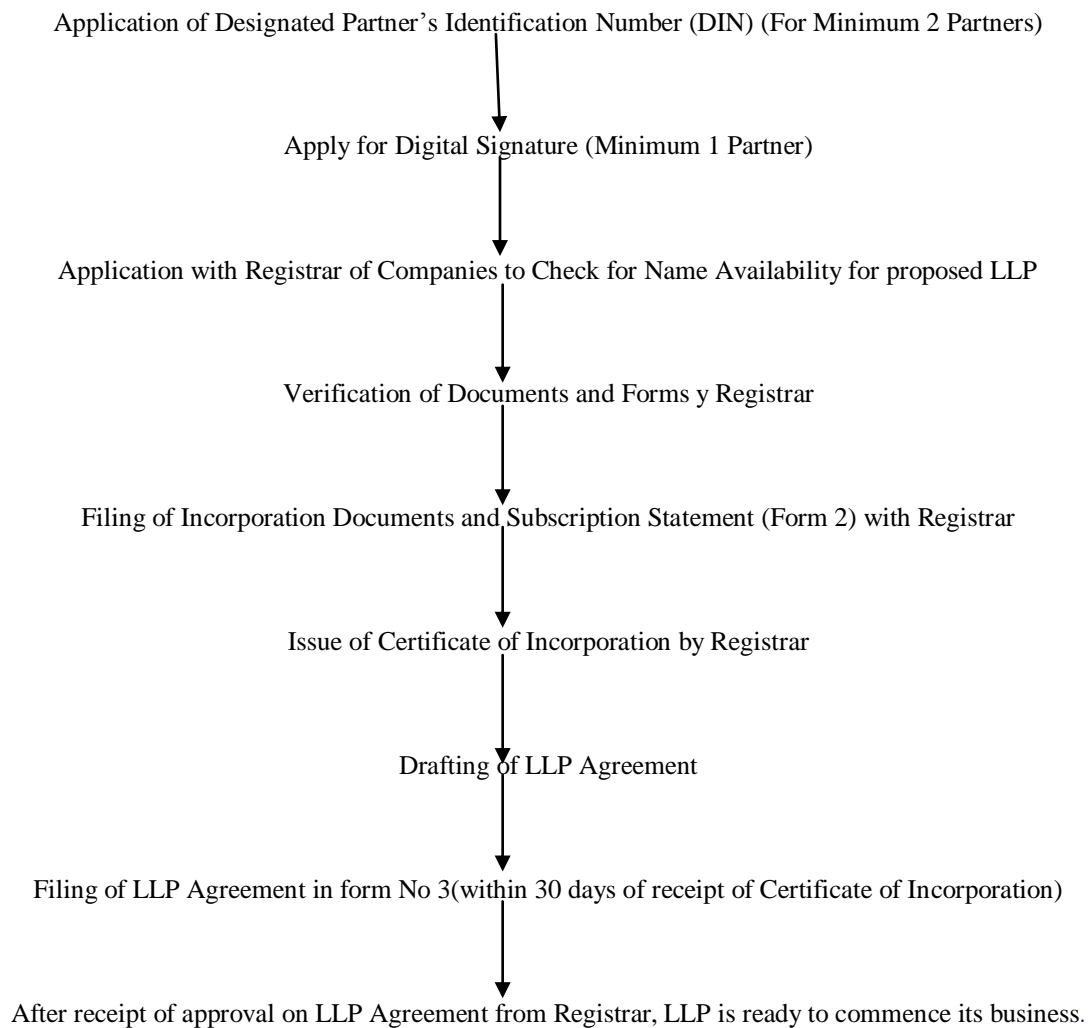 Application of Designated Partner’s Identification Number (DIN) (For Minimum 2 Partners)
Apply for Digital Signature (Minimum 1 Partner)
Application with Registrar of Companies to Check for Name Availability for proposed LLP
Verification of Documents and Forms y Registrar
Filing of Incorporation Documents and Subscription Statement (Form 2) with Registrar
Issue of Certificate of Incorporation by Registrar
Drafting of LLP Agreement
Filing of LLP Agreement in form No 3(within 30 days of receipt of Certificate of Incorporation)
After receipt of approval on LLP Agreement from Registrar, LLP is ready to commence its business.